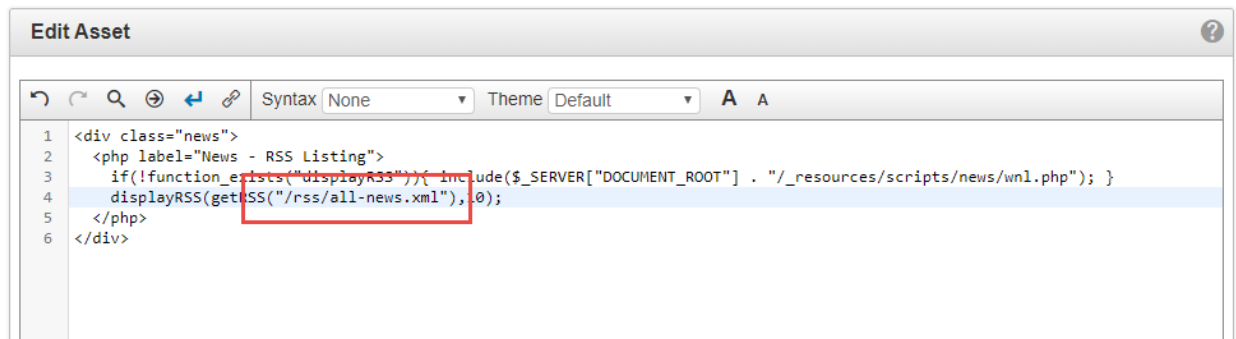 Edit Asset
Syntax None Theme Default A A
1 <div class="news">
2 <php label="News - RSS Listing">
3 if(!function_exists("displayRSS")){ include($_SERVER["DOCUMENT_ROOT"] . "/_resources/scripts/news/wnl.php"); }
4 displayRSS(getRSS("/rss/all-news.xml"),10);
5 </php>
6 </div>